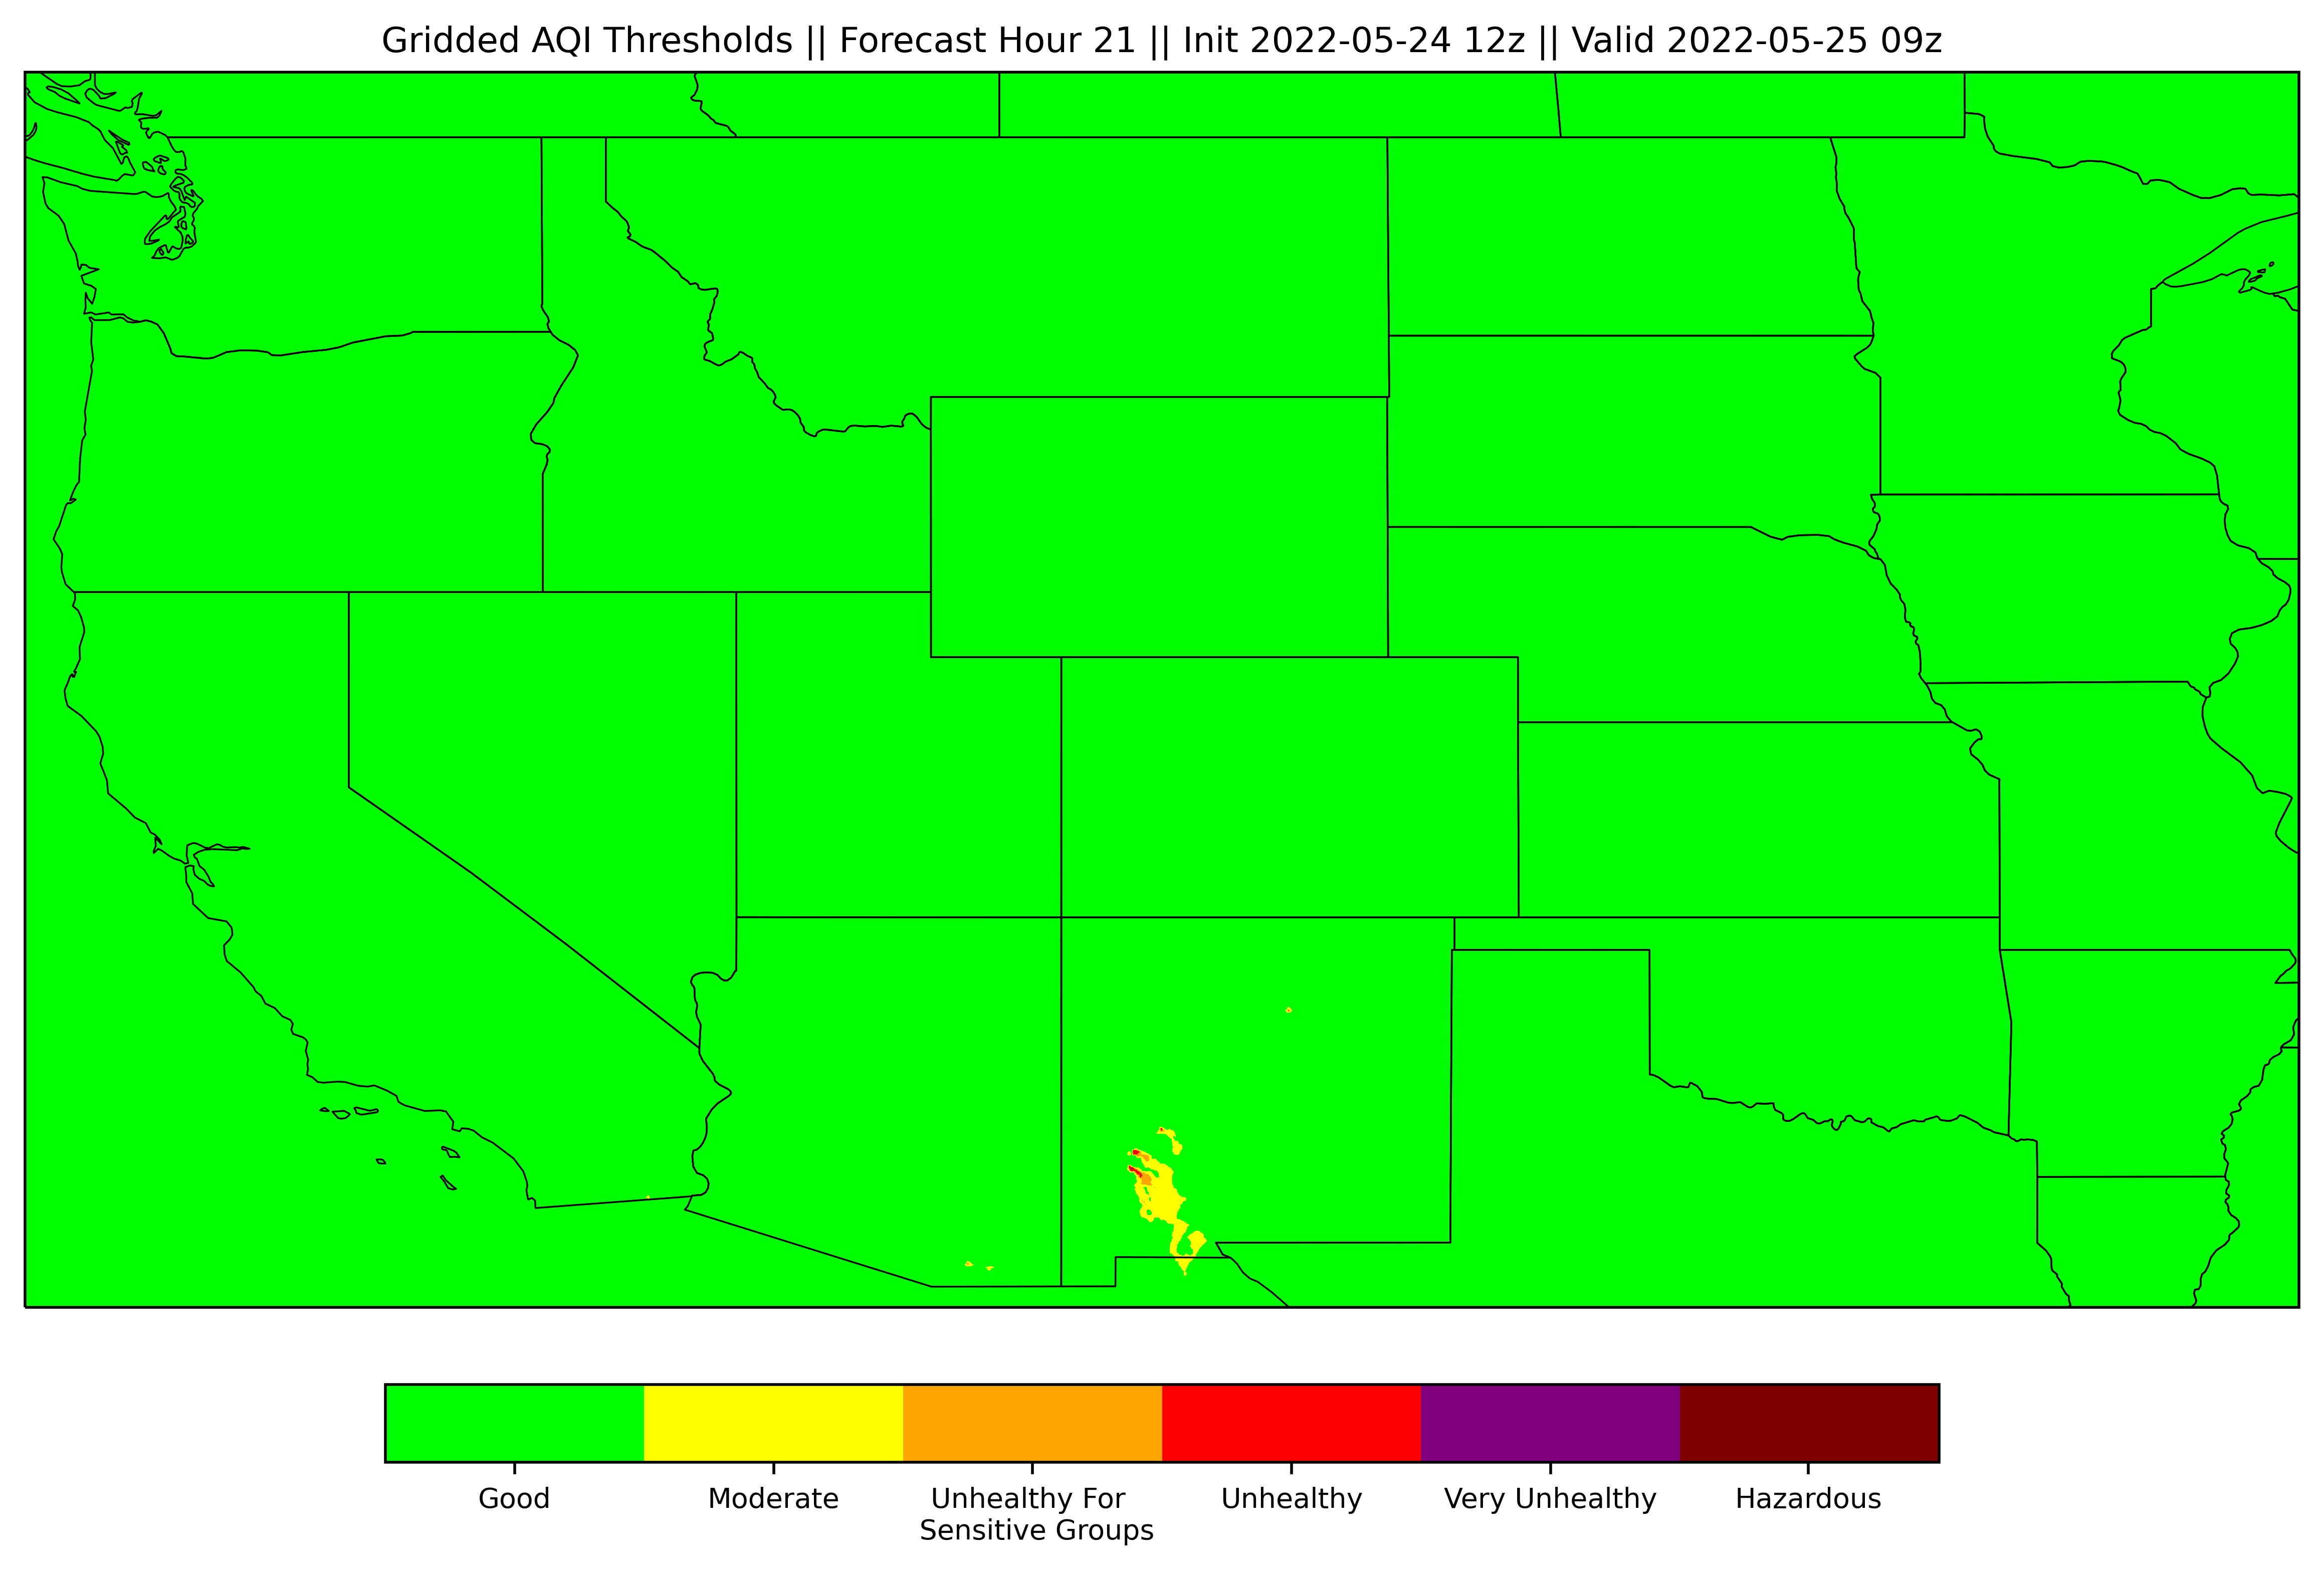 Gridded AQI Thresholds || Forecast Hour 21 || Init 2022-05-24 12z || Valid 2022-05-25 09z
Good
Moderate
Unhealthy For
Sensitive Groups
Unhealthy
Very Unhealthy
Hazardous